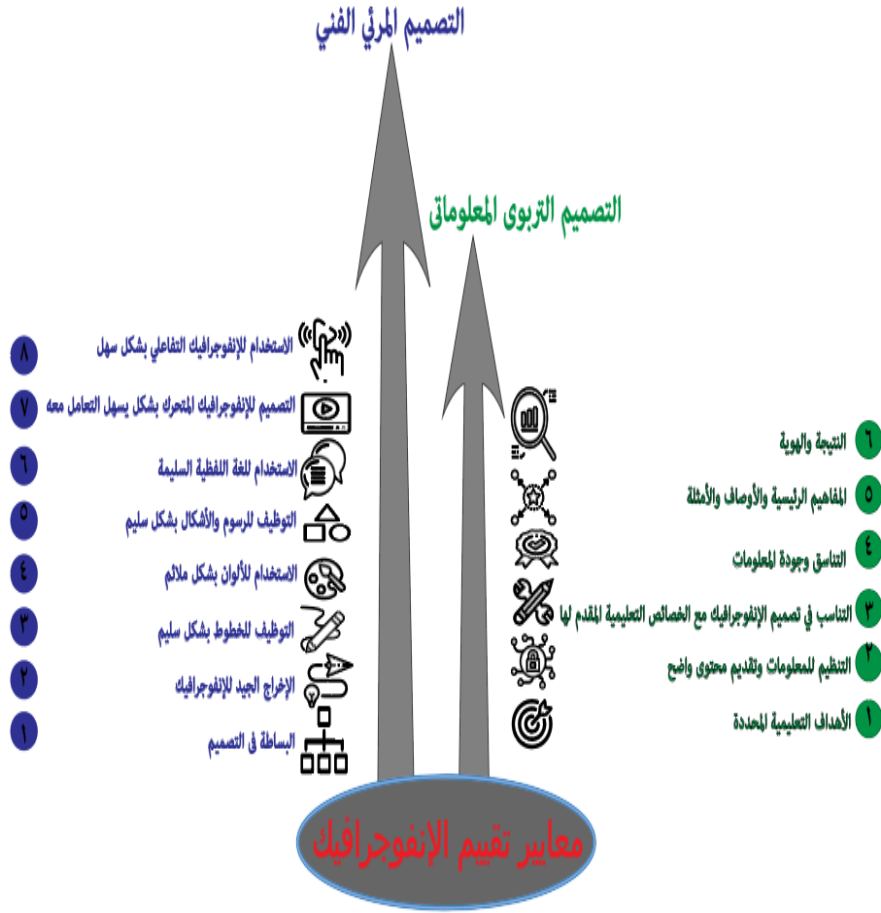 التصميم المرئي الفني
التصميم التربوى المعلوماتى
٦ النتيجة والهوية
٥ المفاهيم الرئيسية والأوصاف والأمثلة
٤ التناسق وجودة المعلومات
٣ التناسب في تصميم الإنفوجرافيك مع الخصائص التعليمية المقدم لها
٢ التنظيم للمعلومات وتقديم محتوى واضح
١ الأهداف التعليمية المحددة
الاستخدام للإنفوجرافيك التفاعلي بشكل سهل ٨
التصميم للإنفوجرافيك المتحرك بشكل يسهل التعامل معه ٧
الاستخدام للغة اللفظية السليمة ٦
التوظيف للرسوم والأشكال بشكل سليم ٥
الاستخدام للألوان بشكل ملائم ٤
التوظيف للخطوط بشكل سليم ٣
الإخراج الجيد للإنفوجرافيك ٢
البساطة فى التصميم ١
معايير تقييم الإنفوجرافيك